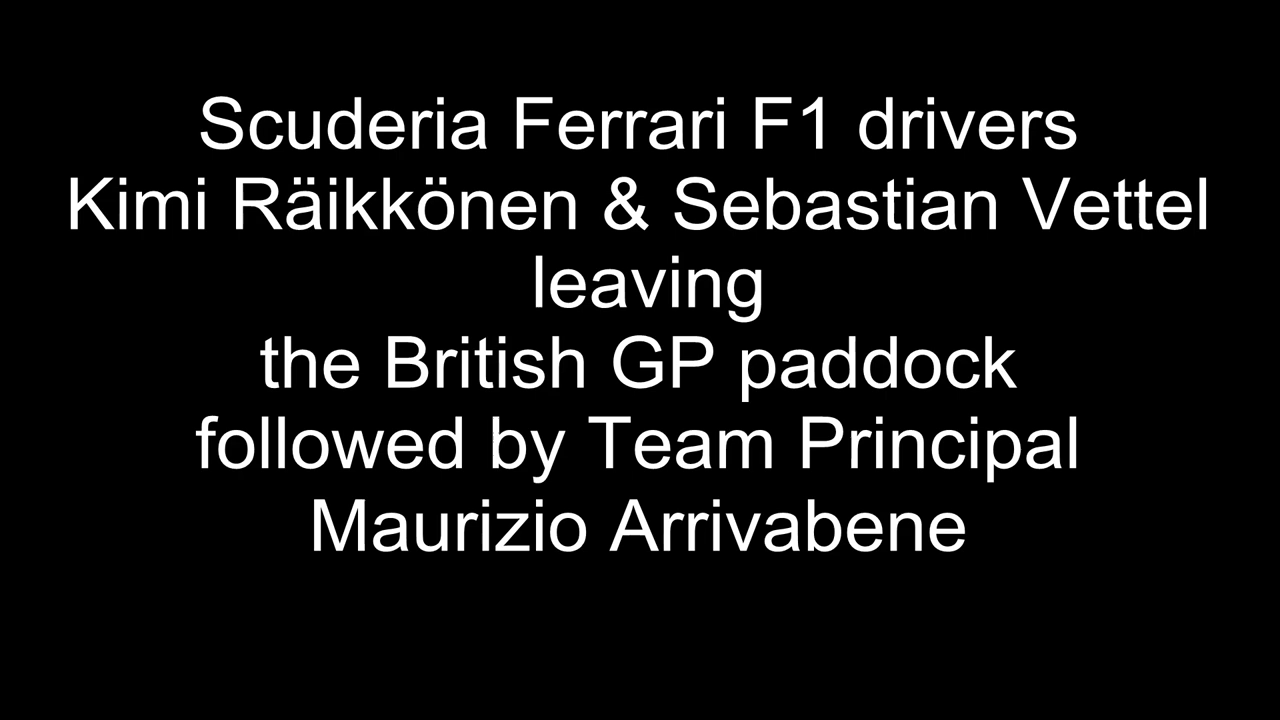 Scuderia Ferrari F1 drivers
Kimi Räikkönen & Sebastian Vettel
leaving
the British GP paddock
followed by Team Principal
Maurizio Arrivabene